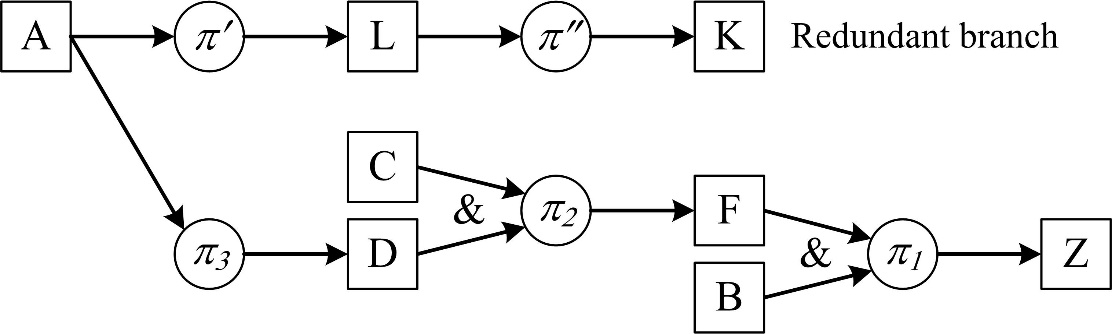 A π′ L π″ K Redundant branch
C
& π2 F
π3 D & π1 Z
B